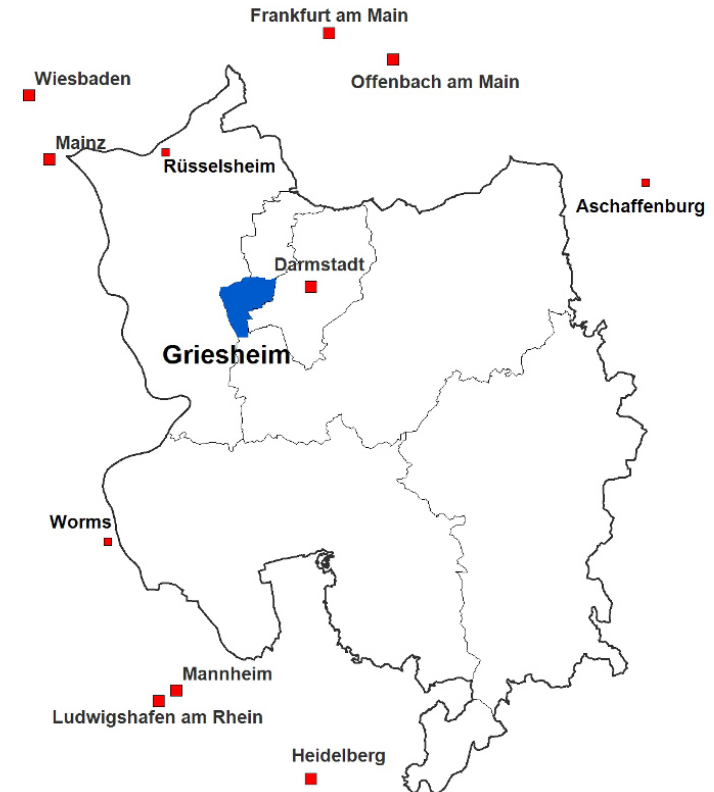 Frankfurt am Main
Offenbach am Main
Wiesbaden
Mainz
Rüsselsheim
Aschaffenburg
Darmstadt
Griesheim
Worms
Mannheim
Ludwigshafen am Rhein
Heidelberg